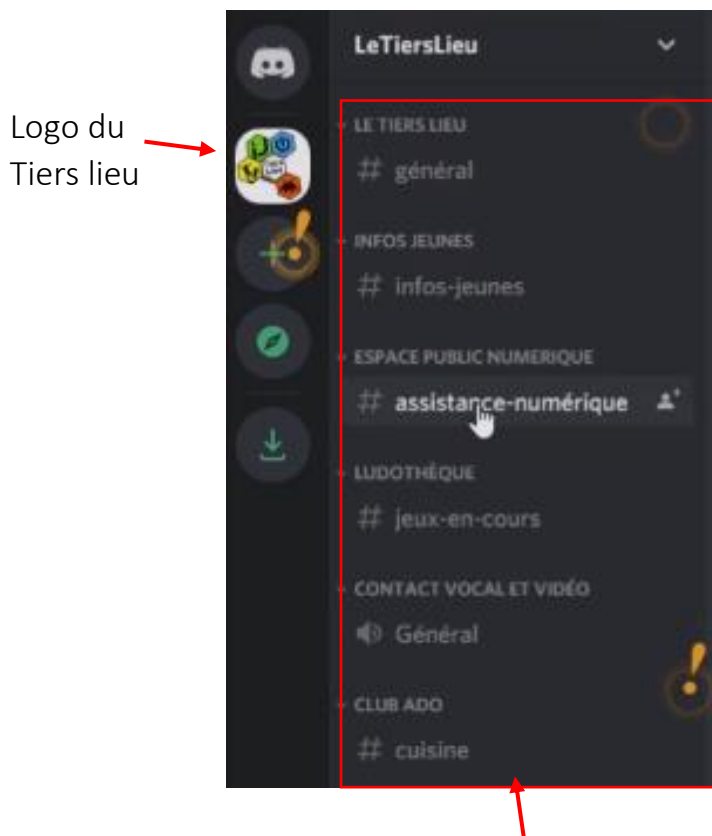 LeTiersLieu
Logo du
Tiers lieu
LE TIERS LIEU
# général
INFOS JEUNES
# infos-jeunes
ESPACE PUBLIC NUMERIQUE
# assistance-numérique
LUDOTHÈQUE
# jeux-en-cours
CONTACT VOCAL ET VIDÉO
Général
CLUB ADO
# cuisine